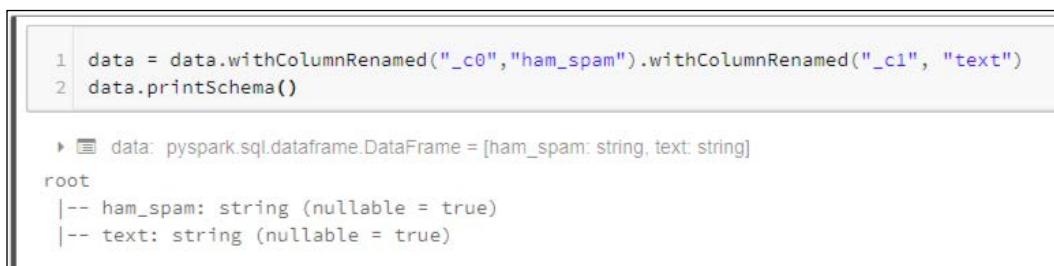 1 data = data.withColumnRenamed("_c0","ham_spam").withColumnRenamed("_c1", "text")
2 data.printSchema()
data: pyspark.sql.dataframe.DataFrame = [ham_spam: string, text: string]
root
|-- ham_spam: string (nullable = true)
|-- text: string (nullable = true)